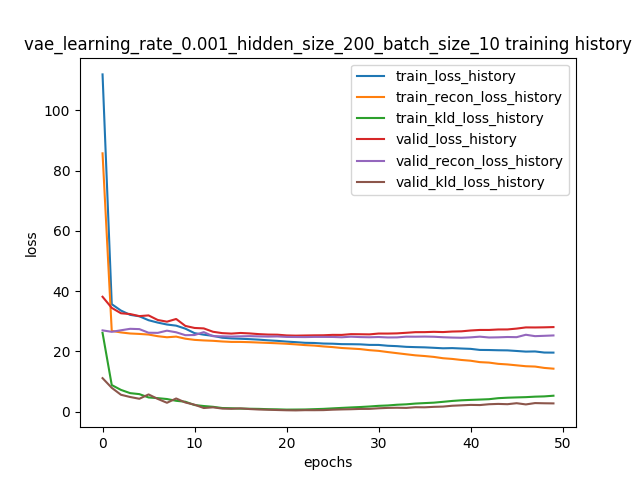 vae_learning_rate_0.001_hidden_size_200_batch_size_10 training history
train_loss_history
train_recon_loss_history
train_kld_loss_history
valid_loss_history
valid_recon_loss_history
valid_kld_loss_history
loss
100
80
60
40
20
0
0 10 20 30 40 50
epochs